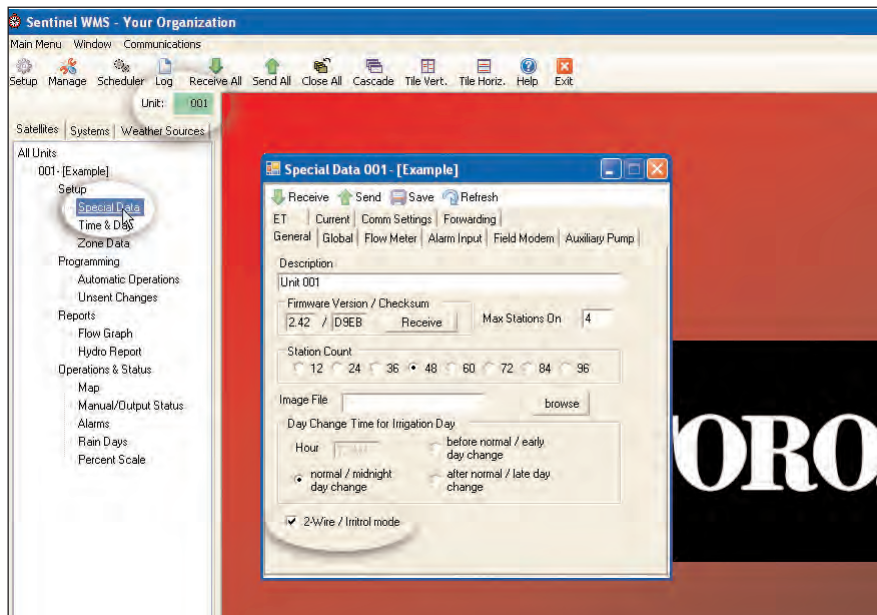 Sentinel WMS - Your Organization
Main Menu Window Communications
Setup Manage Scheduler Log Receive All Send All Close All Cascade Tile Vert. Tile Horiz. Help Exit
Unit: 001
Satellites Systems Weather Sources
All Units
001-[Example]
Setup
Special Data
Time & Day
Zone Data
Programming
Automatic Operations
Unsent Changes
Reports
Flow Graph
Hydro Report
Operations & Status
Map
Manual/Output Status
Alarms
Rain Days
Percent Scale
Special Data 001- [Example]
Receive Send Save Refresh
ET Current Comm Settings Forwarding
General Global Flow Meter Alarm Input Field Modem Auxiliary Pump
Description
Unit 001
Firmware Version / Checksum
2.42 / D9EB Receive
Max Stations On 4
Station Count
12 24 36 48 60 72 84 96
Image File browse
Day Change Time for Irrigation Day
Hour
before normal / early
day change
normal / midnight
day change
after normal / late day
change
2-Wire / Irritrol mode
ORO